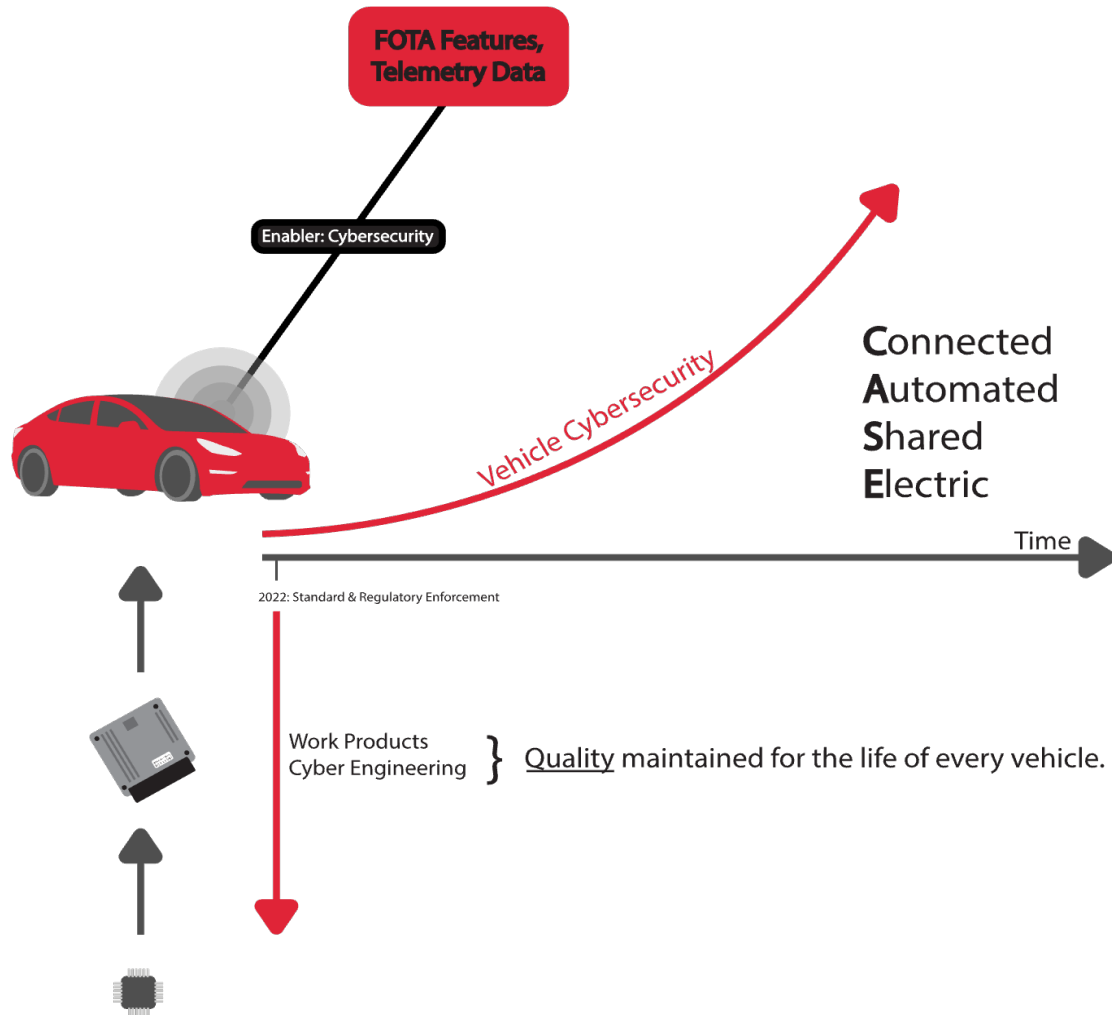 FOTA Features,
Telemetry Data
Enabler: Cybersecurity
Vehicle Cybersecurity
Connected
Automated
Shared
Electric
Time
2022: Standard & Regulatory Enforcement
Work Products
Cyber Engineering
} Quality maintained for the life of every vehicle.